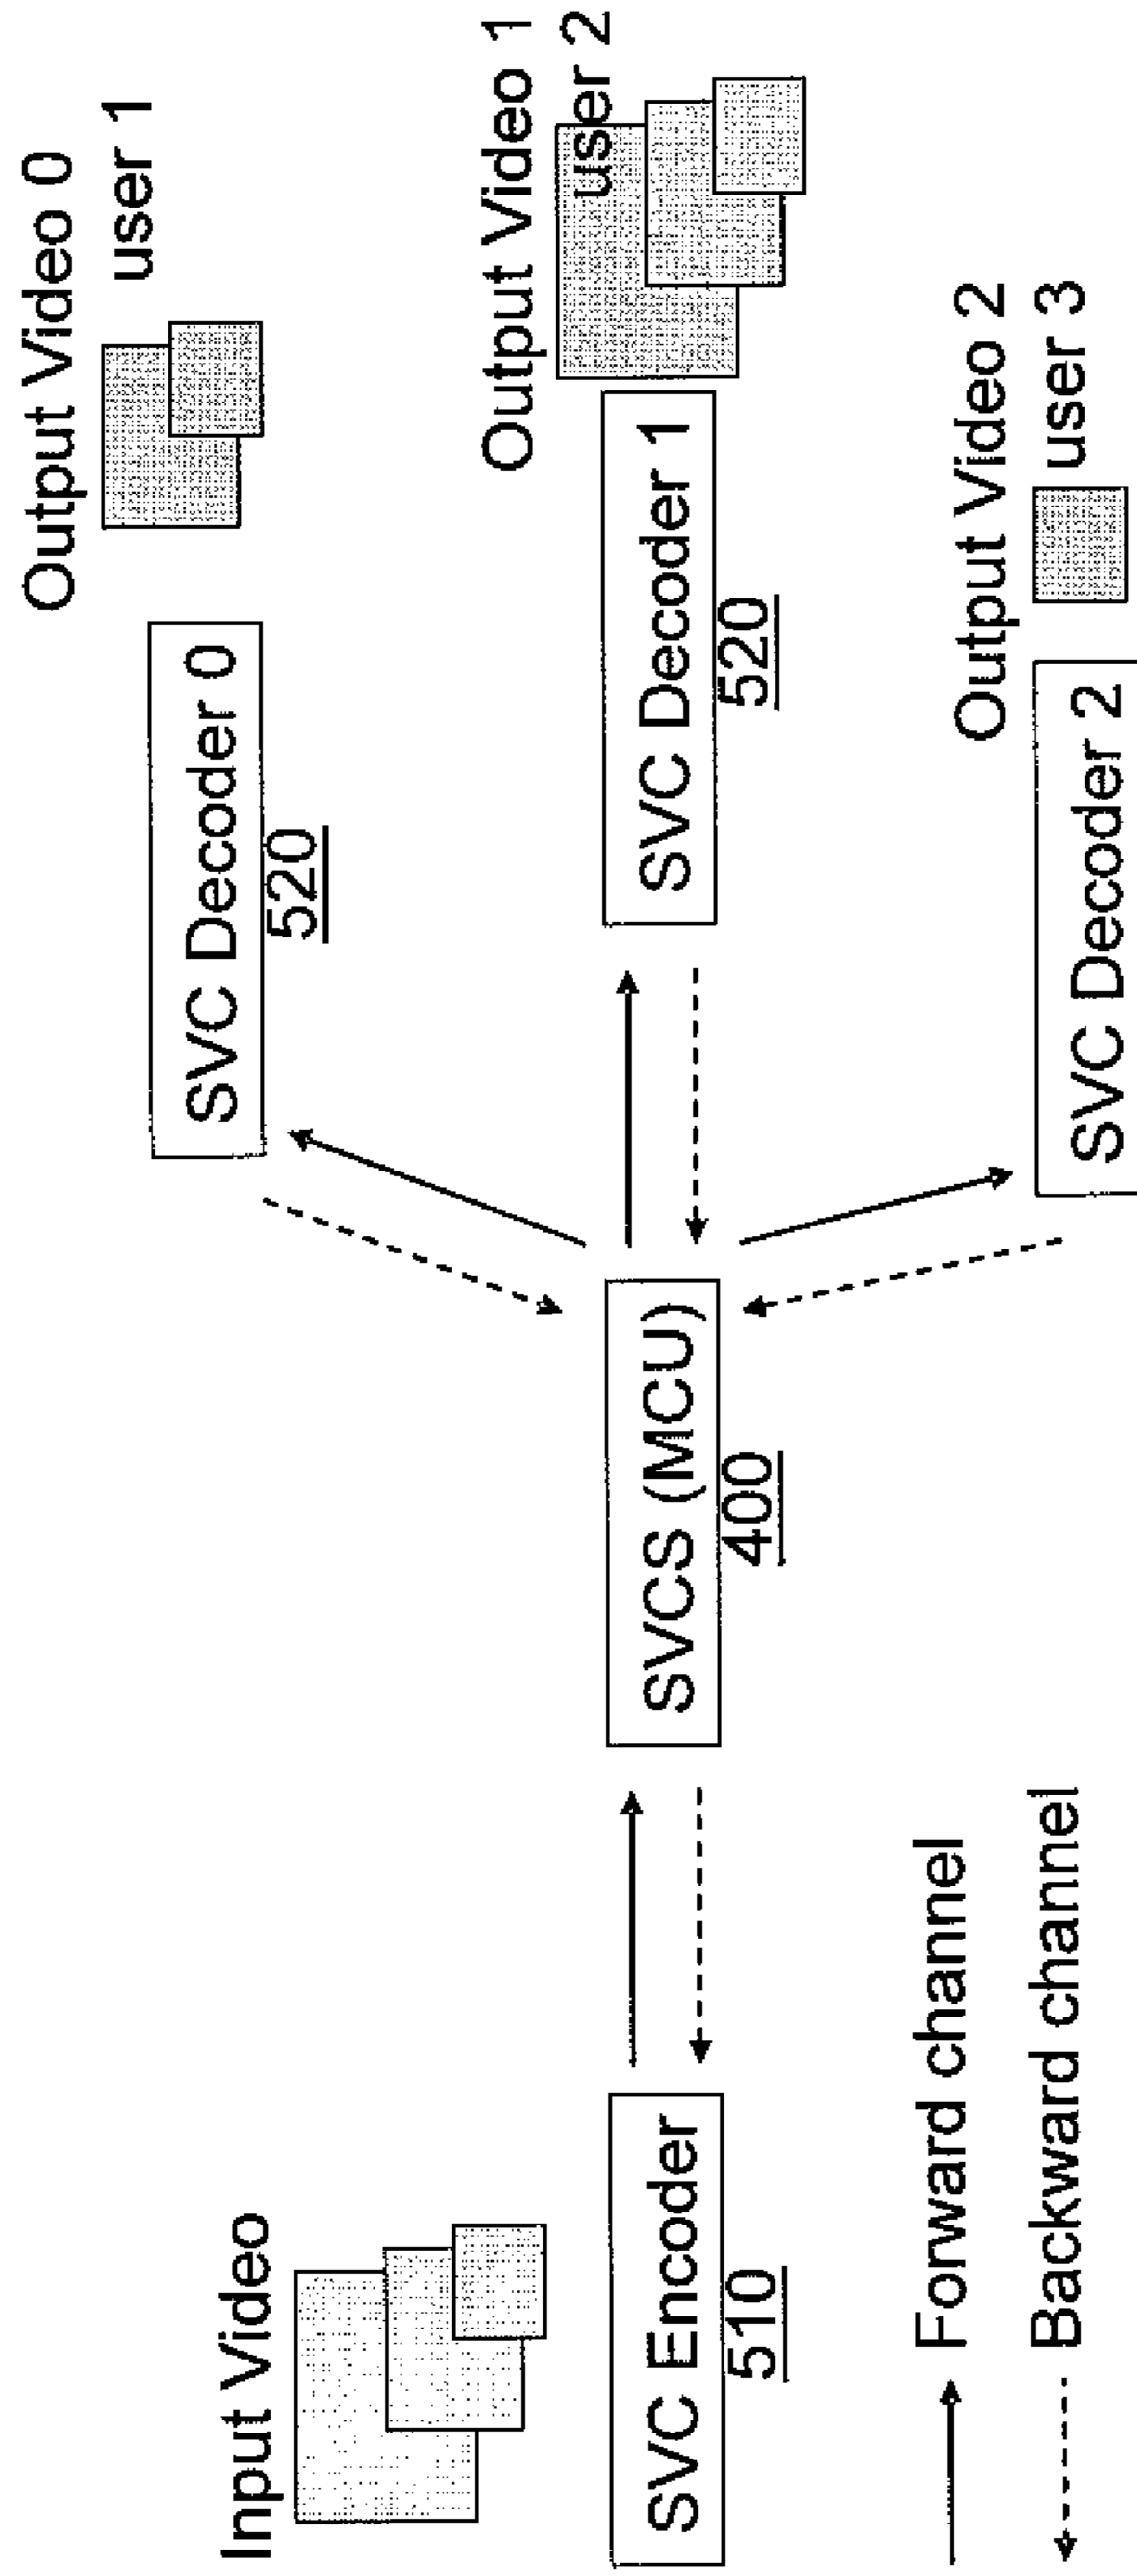 Input Video
SVC Encoder
510
SVCS (MCU)
400
SVC Decoder 0
520
Output Video 0
user 1
SVC Decoder 1
520
Output Video 1
user 2
SVC Decoder 2
Output Video 2
user 3
Forward channel
Backward channel